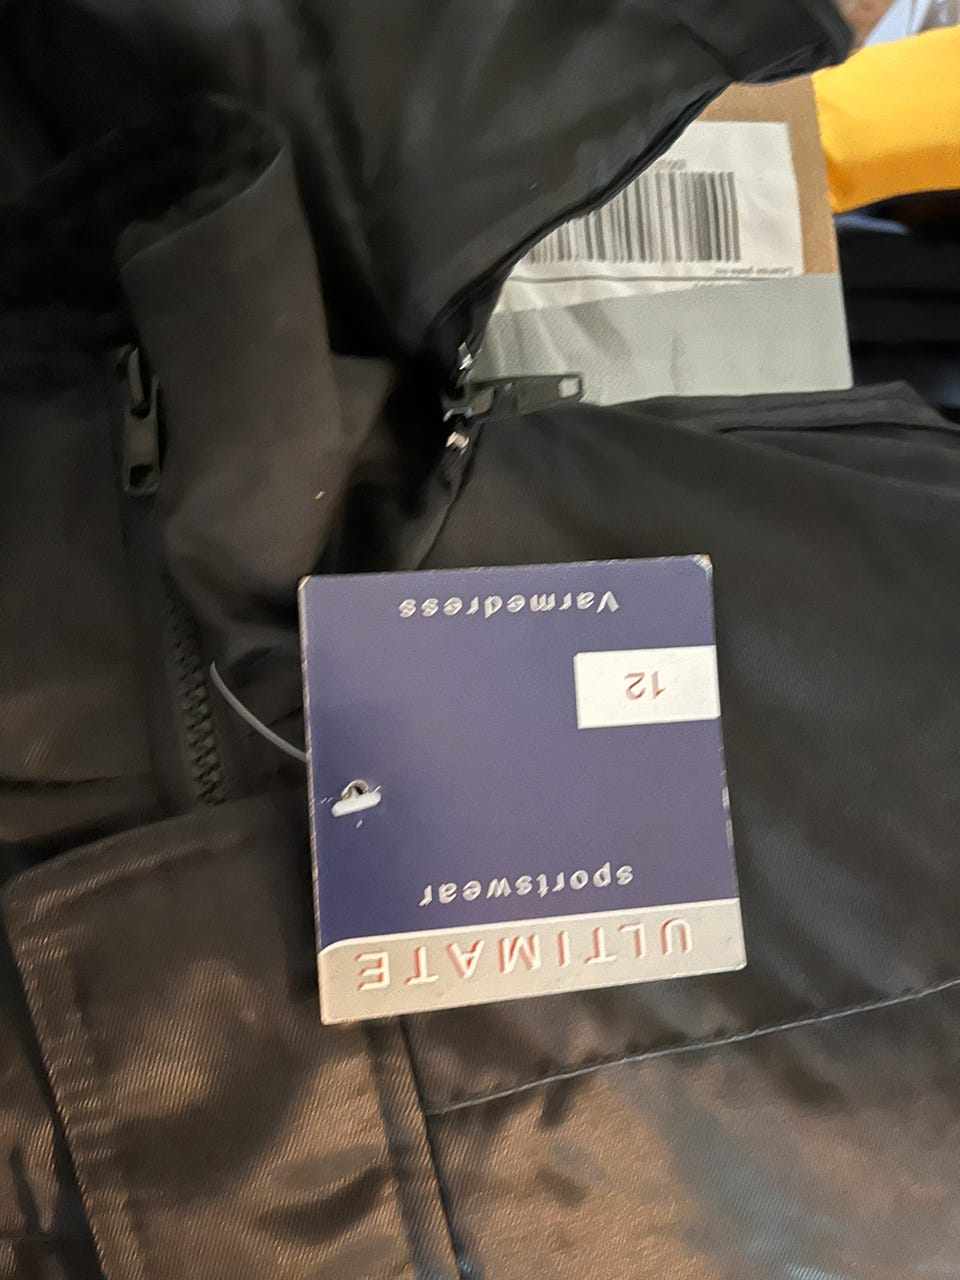 ULTIMATE
sportswear
12
Varmedress